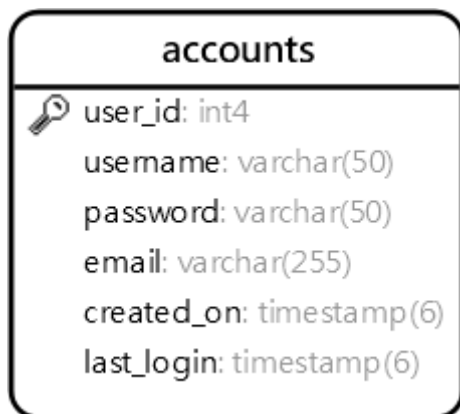 accounts
user_id: int4
username: varchar(50)
password: varchar(50)
email: varchar(255)
created_on: timestamp(6)
last_login: timestamp(6)